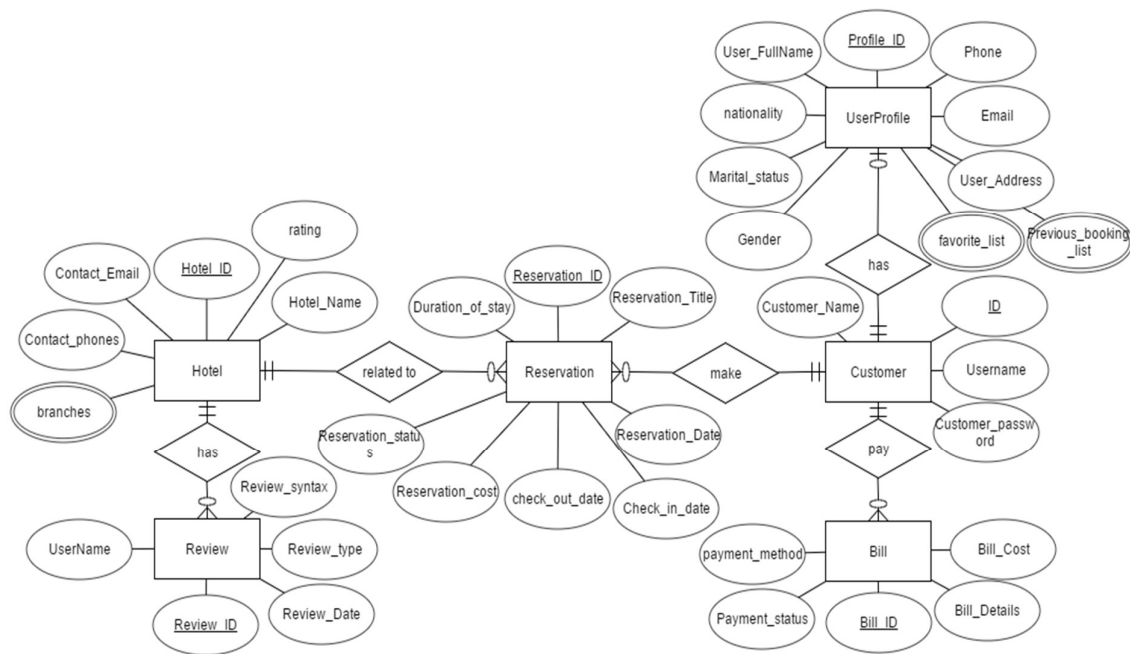 Profile_ID
User_FullName
Phone
nationality
UserProfile
Email
Marital_status
User_Address
Gender
favorite_list
Previous_booking
_list
has
rating
Hotel_ID
Contact_Email
Hotel_Name
Contact_phones
Hotel
branches
related to
Reservation_ID
Duration_of_stay
Reservation_Title
Reservation
make
Customer_Name
ID
Customer
Username
Customer_passw
ord
Reservation_statu
s
Reservation_cost
check_out_date
Check_in_date
Reservation_Date
has
pay
Review_syntax
UserName
Review
Review_type
Review_Date
Review_ID
payment_method
Bill
Bill_Cost
Payment_status
Bill_ID
Bill_Details